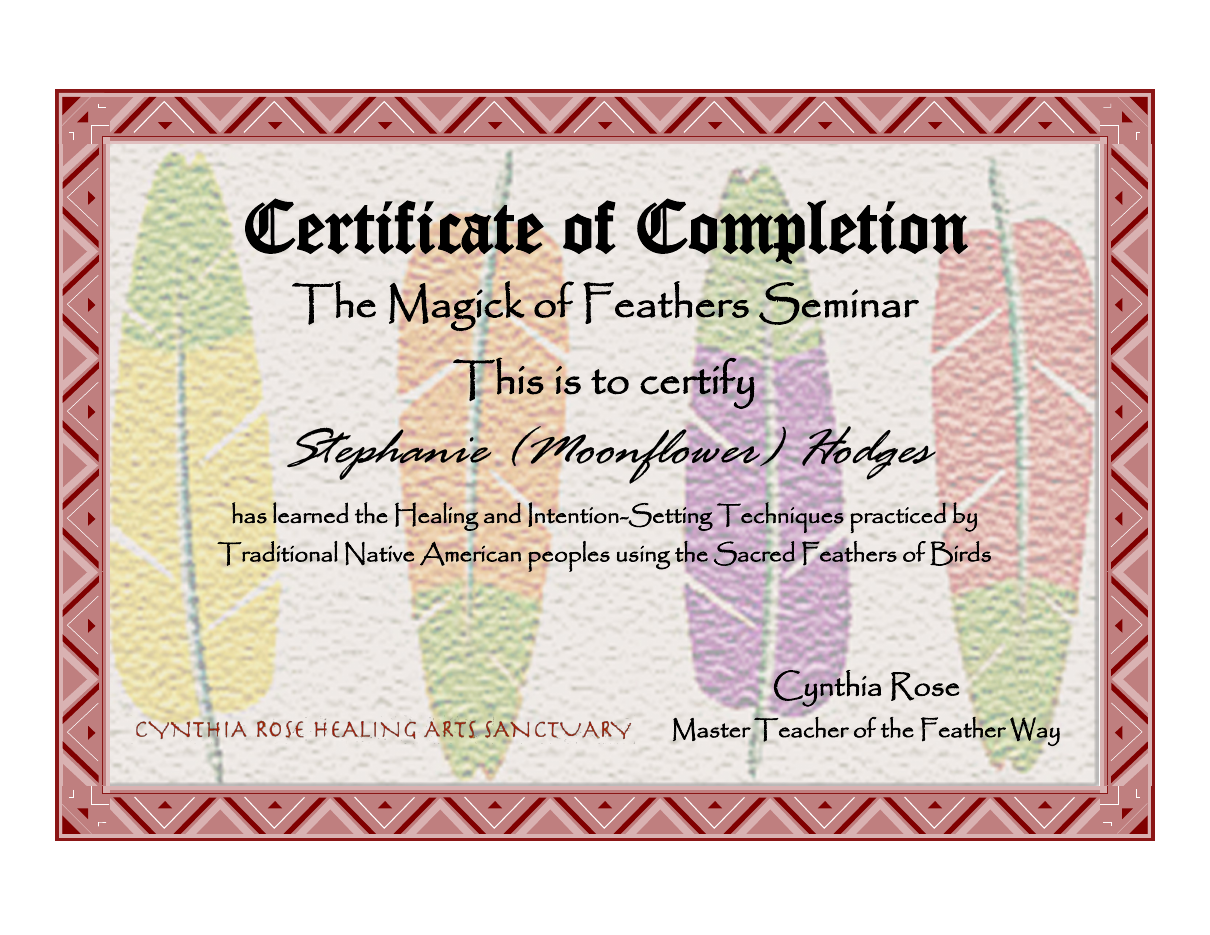 Certificate of Completion
The Magick of Feathers Seminar
This is to certify
Stephanie (Moonflower) Hodges
has learned the Healing and Intention-Setting Techniques practiced by
Traditional Native American peoples using the Sacred Feathers of Birds
Cynthia Rose
CYNTHIA ROSE HEALING ARTS SANCTUARY
Master Teacher of the Feather Way